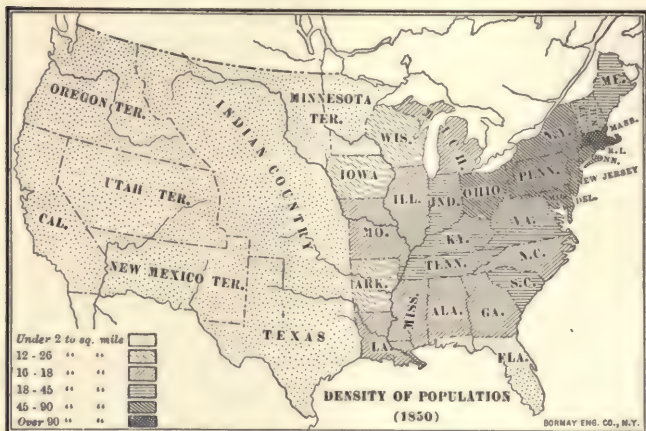 ME.
OREGON TER.
MINNESOTA
TER.
INDIAN COUNTRY
WIS.
MICH.
N.Y.
MASS.
R.I.
CONN.
NEW JERSEY
UTAH TER.
IOWA
ILL.
IND.
OHIO
PENN.
DEL.
CAL.
MO.
KY.
VA.
NEW MEXICO TER.
ARK.
TENN.
N.C.
S.C.
TEXAS
LA.
MISS.
ALA.
GA.
FLA.
Under 2 to sq. mile
12 - 26 " "
10 - 18 " "
18 - 45 " "
45 - 90 " "
Over 90 " "
DENSITY OF POPULATION
(1850)
BORMAY ENG. CO., N.Y.